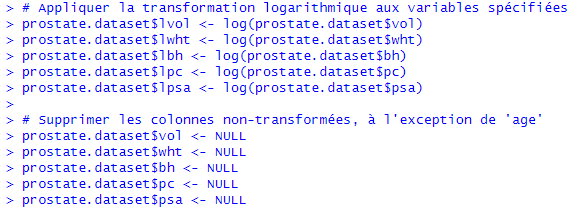 > # Appliquer la transformation logarithmique aux variables spécifiées
> prostate.dataset$lvol <- log(prostate.dataset$vol)
> prostate.dataset$lwht <- log(prostate.dataset$wht)
> prostate.dataset$lbh <- log(prostate.dataset$bh)
> prostate.dataset$lpc <- log(prostate.dataset$pc)
> prostate.dataset$lpsa <- log(prostate.dataset$psa)
>
> # Supprimer les colonnes non-transformées, à l'exception de 'age'
> prostate.dataset$vol <- NULL
> prostate.dataset$wht <- NULL
> prostate.dataset$bh <- NULL
> prostate.dataset$pc <- NULL
> prostate.dataset$psa <- NULL